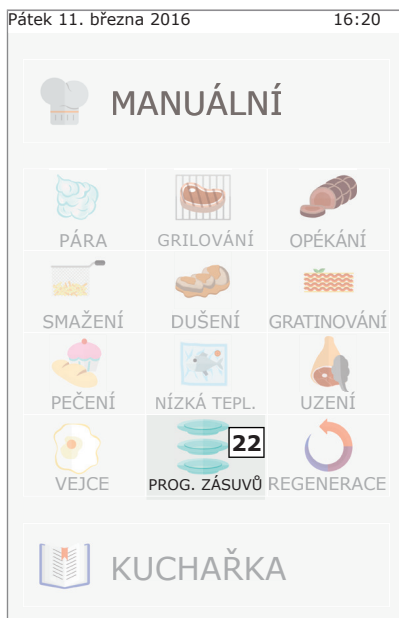 Pátek 11. března 2016 16:20
MANUÁLNÍ
PÁRA GRILOVÁNÍ OPÉKÁNÍ
SMAŽENÍ DUŠENÍ GRATINOVÁNÍ
PEČENÍ NÍZKÁ TEPL. UZENÍ
22
VEJCE PROG. ZÁSUVŮ REGENERACE
KUCHAŘKA